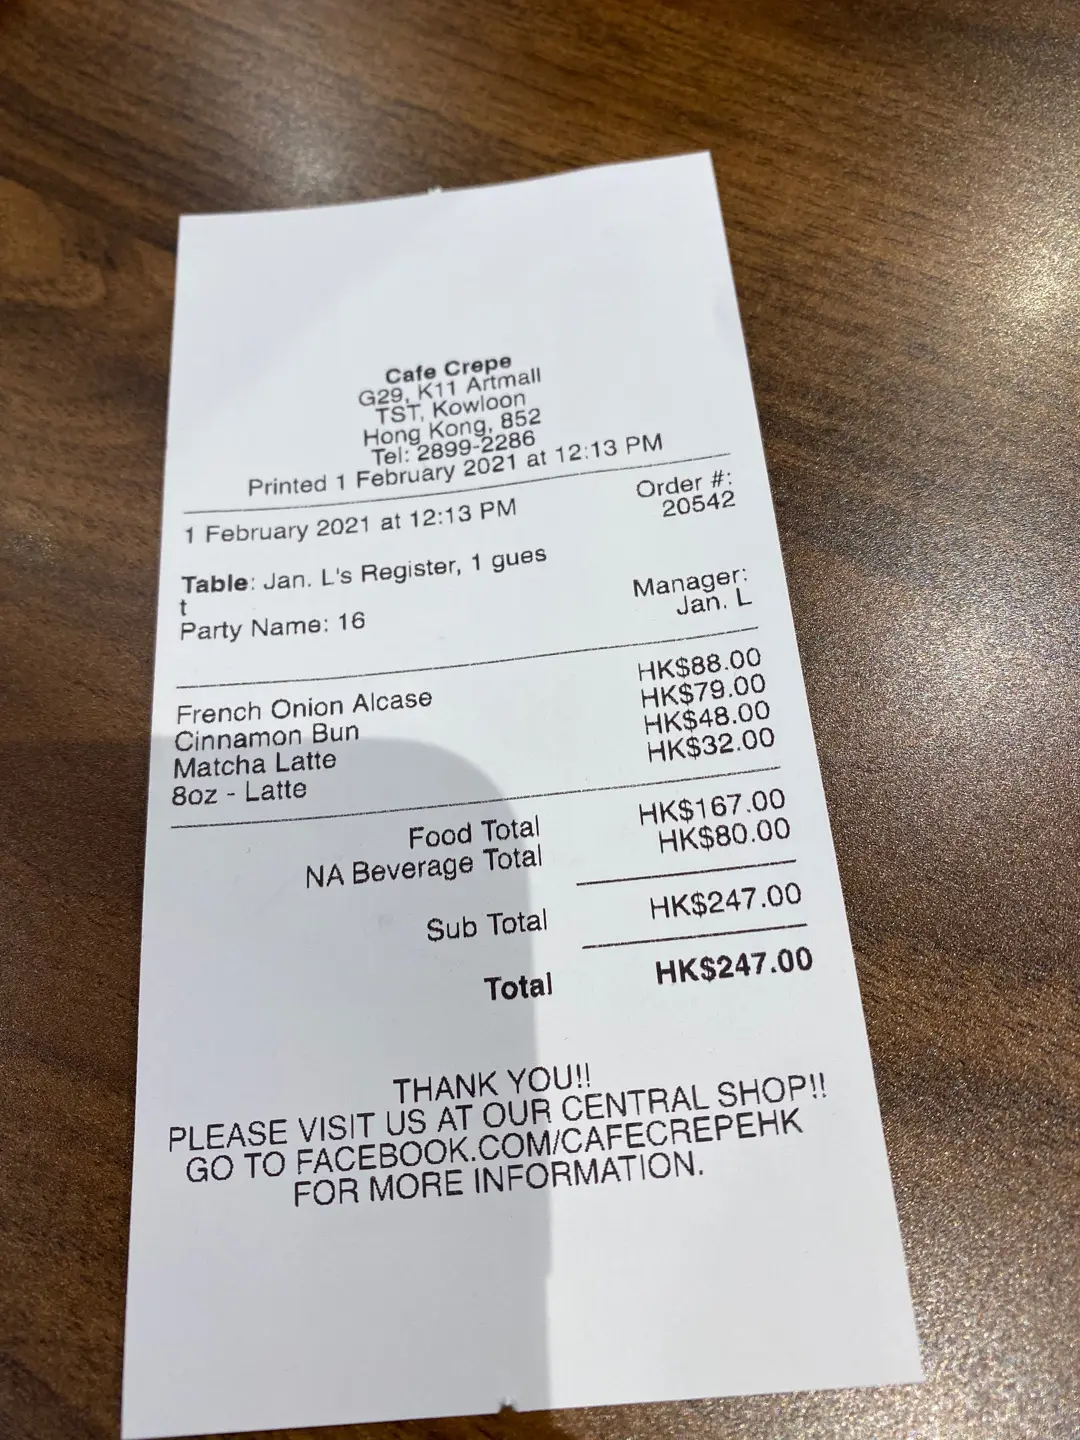 Cafe Crepe
G29, K11 Artmall
TST, Kowloon
Hong Kong, 852
Tel: 2899-2286
Printed 1 February 2021 at 12:13 PM
1 February 2021 at 12:13 PM Order #:
20542
Table: Jan. L's Register, 1 gues
t Manager:
Party Name: 16 Jan. L
French Onion Alcase HK$88.00
Cinnamon Bun HK$79.00
Matcha Latte HK$48.00
8oz - Latte HK$32.00
Food Total HK$167.00
NA Beverage Total HK$80.00
Sub Total HK$247.00
Total HK$247.00
THANK YOU!!
PLEASE VISIT US AT OUR CENTRAL SHOP!!
GO TO FACEBOOK.COM/CAFECREPEHK
FOR MORE INFORMATION.